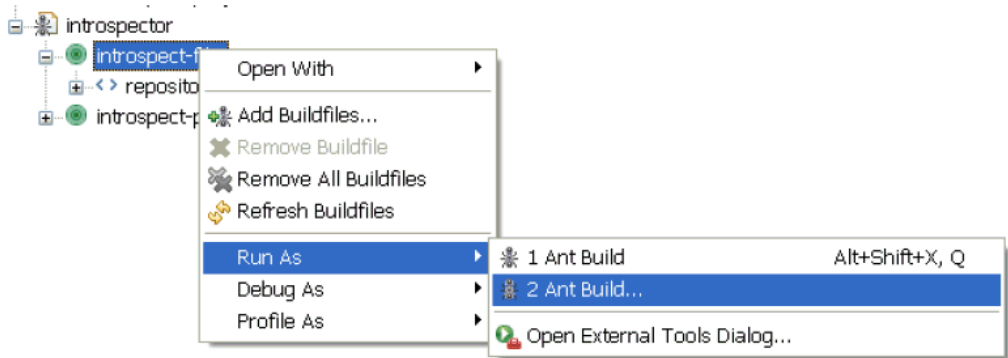 introspector
introspect-fil
Open With
reposito
Add Buildfiles...
introspect-p
Remove Buildfile
Remove All Buildfiles
Refresh Buildfiles
Run As
1 Ant Build Alt+Shift+X, Q
Debug As
2 Ant Build...
Profile As
Open External Tools Dialog...